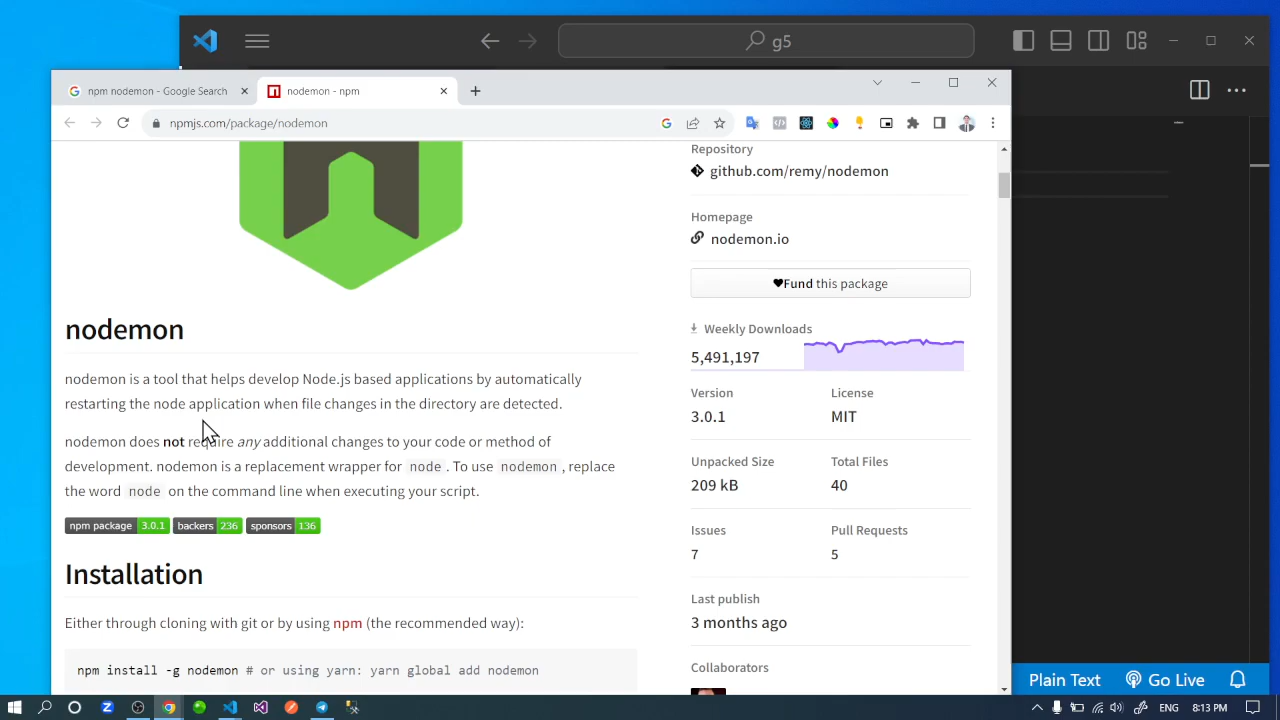 g5
npm nodemon - Google Search
nodemon - npm
npmjs.com/package/nodemon
nodemon
nodemon is a tool that helps develop Node.js based applications by automatically
restarting the node application when file changes in the directory are detected.
nodemon does not require any additional changes to your code or method of
development. nodemon is a replacement wrapper for node. To use nodemon, replace
the word node on the command line when executing your script.
npm package 3.0.1 backers 236 sponsors 136
Installation
Either through cloning with git or by using npm (the recommended way):
npm install -g nodemon # or using yarn: yarn global add nodemon
Repository
github.com/remy/nodemon
Homepage
nodemon.io
Fund this package
Weekly Downloads
5,491,197
Version
3.0.1
License
MIT
Unpacked Size
209 kB
Total Files
40
Issues
7
Pull Requests
5
Last publish
3 months ago
Collaborators
Plain Text
Go Live
ENG
8:13 PM